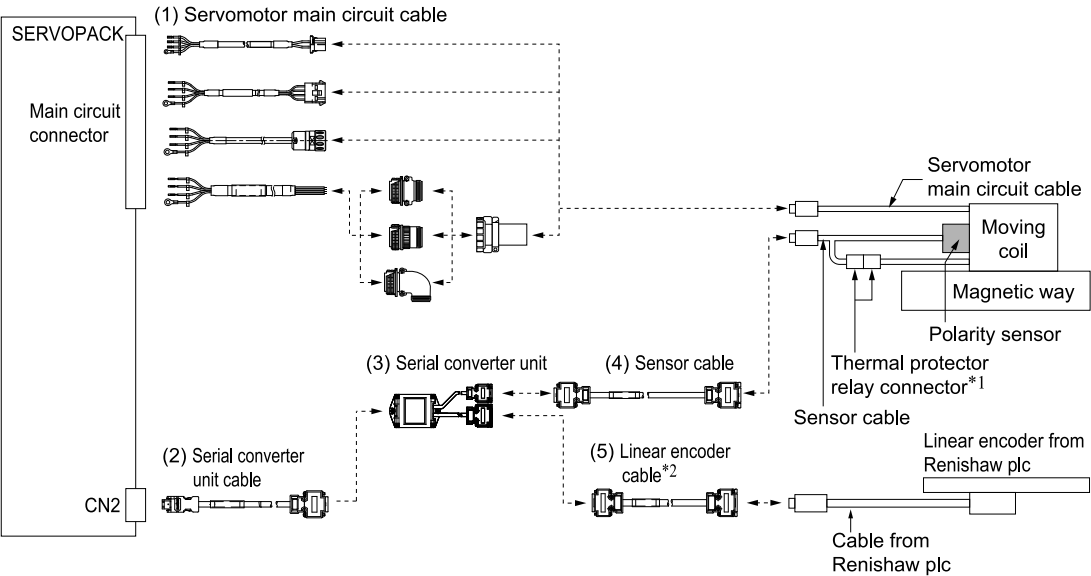 (1) Servomotor main circuit cable
SERVOPACK
Main circuit
connector
Servomotor
main circuit cable
Moving
coil
Magnetic way
Polarity sensor
Thermal protector
relay connector*1
Sensor cable
(3) Serial converter unit
(4) Sensor cable
(2) Serial converter
unit cable
(5) Linear encoder
cable*2
Linear encoder from
Renishaw plc
CN2
Cable from
Renishaw plc